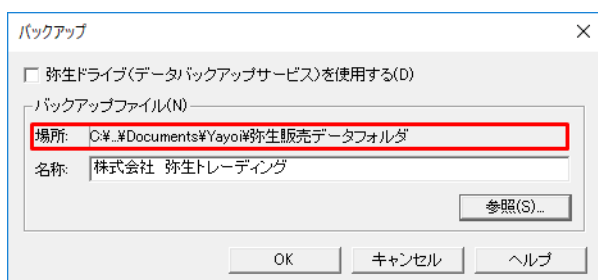 バックアップ
弥生ドライブ(データバックアップサービス)を使用する(D)
バックアップファイル(N)
場所: C:¥..¥Documents¥Yayoi¥弥生販売データフォルダ
名称: 株式会社 弥生トレーディング
参照(S)...
OK キャンセル ヘルプ